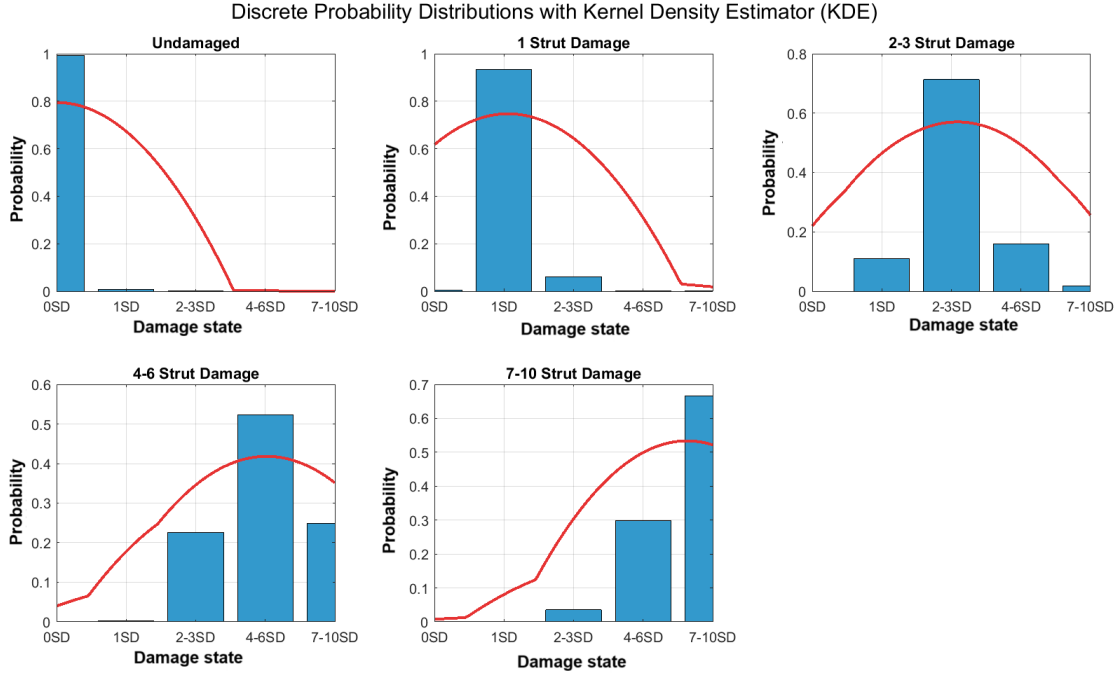 Discrete Probability Distributions with Kernel Density Estimator (KDE)
Undamaged
Probability
1
0.8
0.6
0.4
0.2
0
0SD 1SD 2-3SD 4-6SD 7-10SD
Damage state
1 Strut Damage
Probability
1
0.8
0.6
0.4
0.2
0
0SD 1SD 2-3SD 4-6SD 7-10SD
Damage state
2-3 Strut Damage
Probability
0.8
0.6
0.4
0.2
0
0SD 1SD 2-3SD 4-6SD 7-10SD
Damage state
4-6 Strut Damage
Probability
0.6
0.5
0.4
0.3
0.2
0.1
0
0SD 1SD 2-3SD 4-6SD 7-10SD
Damage state
7-10 Strut Damage
Probability
0.7
0.6
0.5
0.4
0.3
0.2
0.1
0
0SD 1SD 2-3SD 4-6SD 7-10SD
Damage state